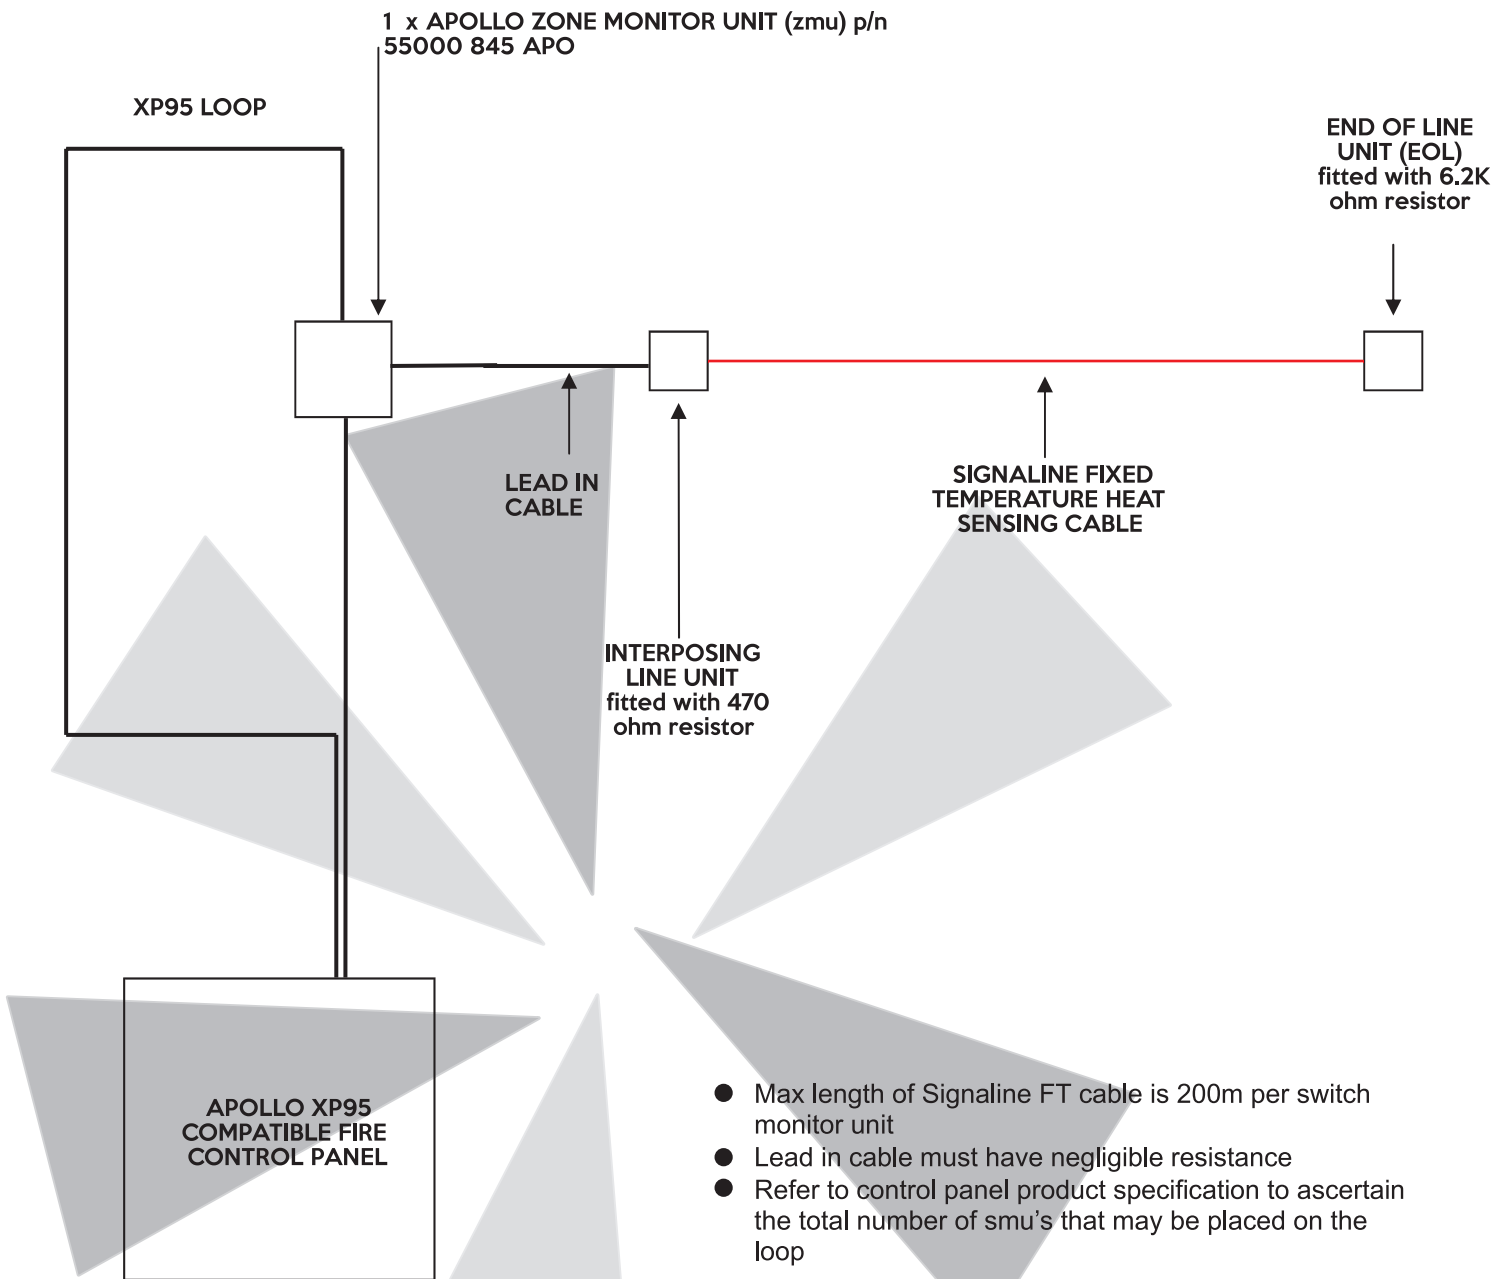 1 x APOLLO ZONE MONITOR UNIT (zmu) p/n
55000 845 APO
XP95 LOOP
END OF LINE
UNIT (EOL)
fitted with 6.2K
ohm resistor
LEAD IN
CABLE
SIGNALINE FIXED
TEMPERATURE HEAT
SENSING CABLE
INTERPOSING
LINE UNIT
fitted with 470
ohm resistor
APOLLO XP95
COMPATIBLE FIRE
CONTROL PANEL
● Max length of Signaline FT cable is 200m per switch
monitor unit
● Lead in cable must have negligible resistance
● Refer to control panel product specification to ascertain
the total number of smu's that may be placed on the
loop